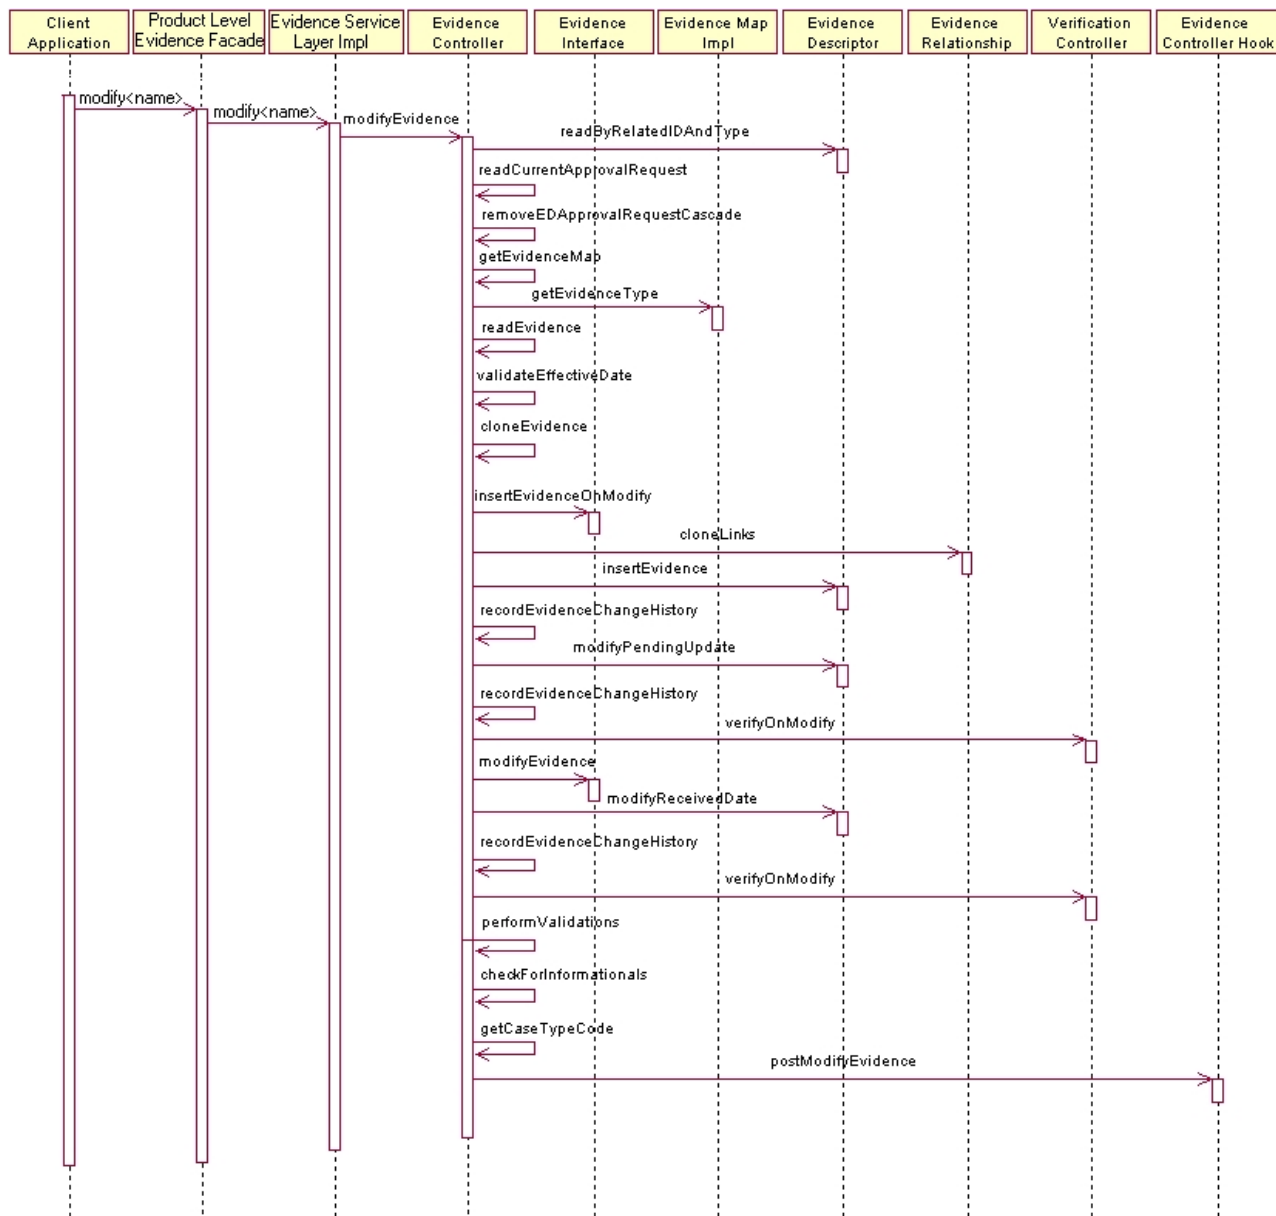 Client
Application
Product Level
Evidence Facade
Evidence Service
Layer Impl
Evidence
Controller
Evidence
Interface
Evidence Map
Impl
Evidence
Descriptor
Evidence
Relationship
Verification
Controller
Evidence
Controller Hook
modify<name>
modify<name>
modifyEvidence
readByRelatedIDAndType
readCurrentApprovalRequest
removeEDApprovalRequestCascade
getEvidenceMap
getEvidenceType
readEvidence
validateEffectiveDate
cloneEvidence
insertEvidenceOnModify
cloneLinks
insertEvidence
recordEvidenceChangeHistory
modifyPendingUpdate
recordEvidenceChangeHistory
verifyOnModify
modifyEvidence
modifyReceivedDate
recordEvidenceChangeHistory
verifyOnModify
performValidations
checkForInformationals
getCaseTypeCode
postModifyEvidence